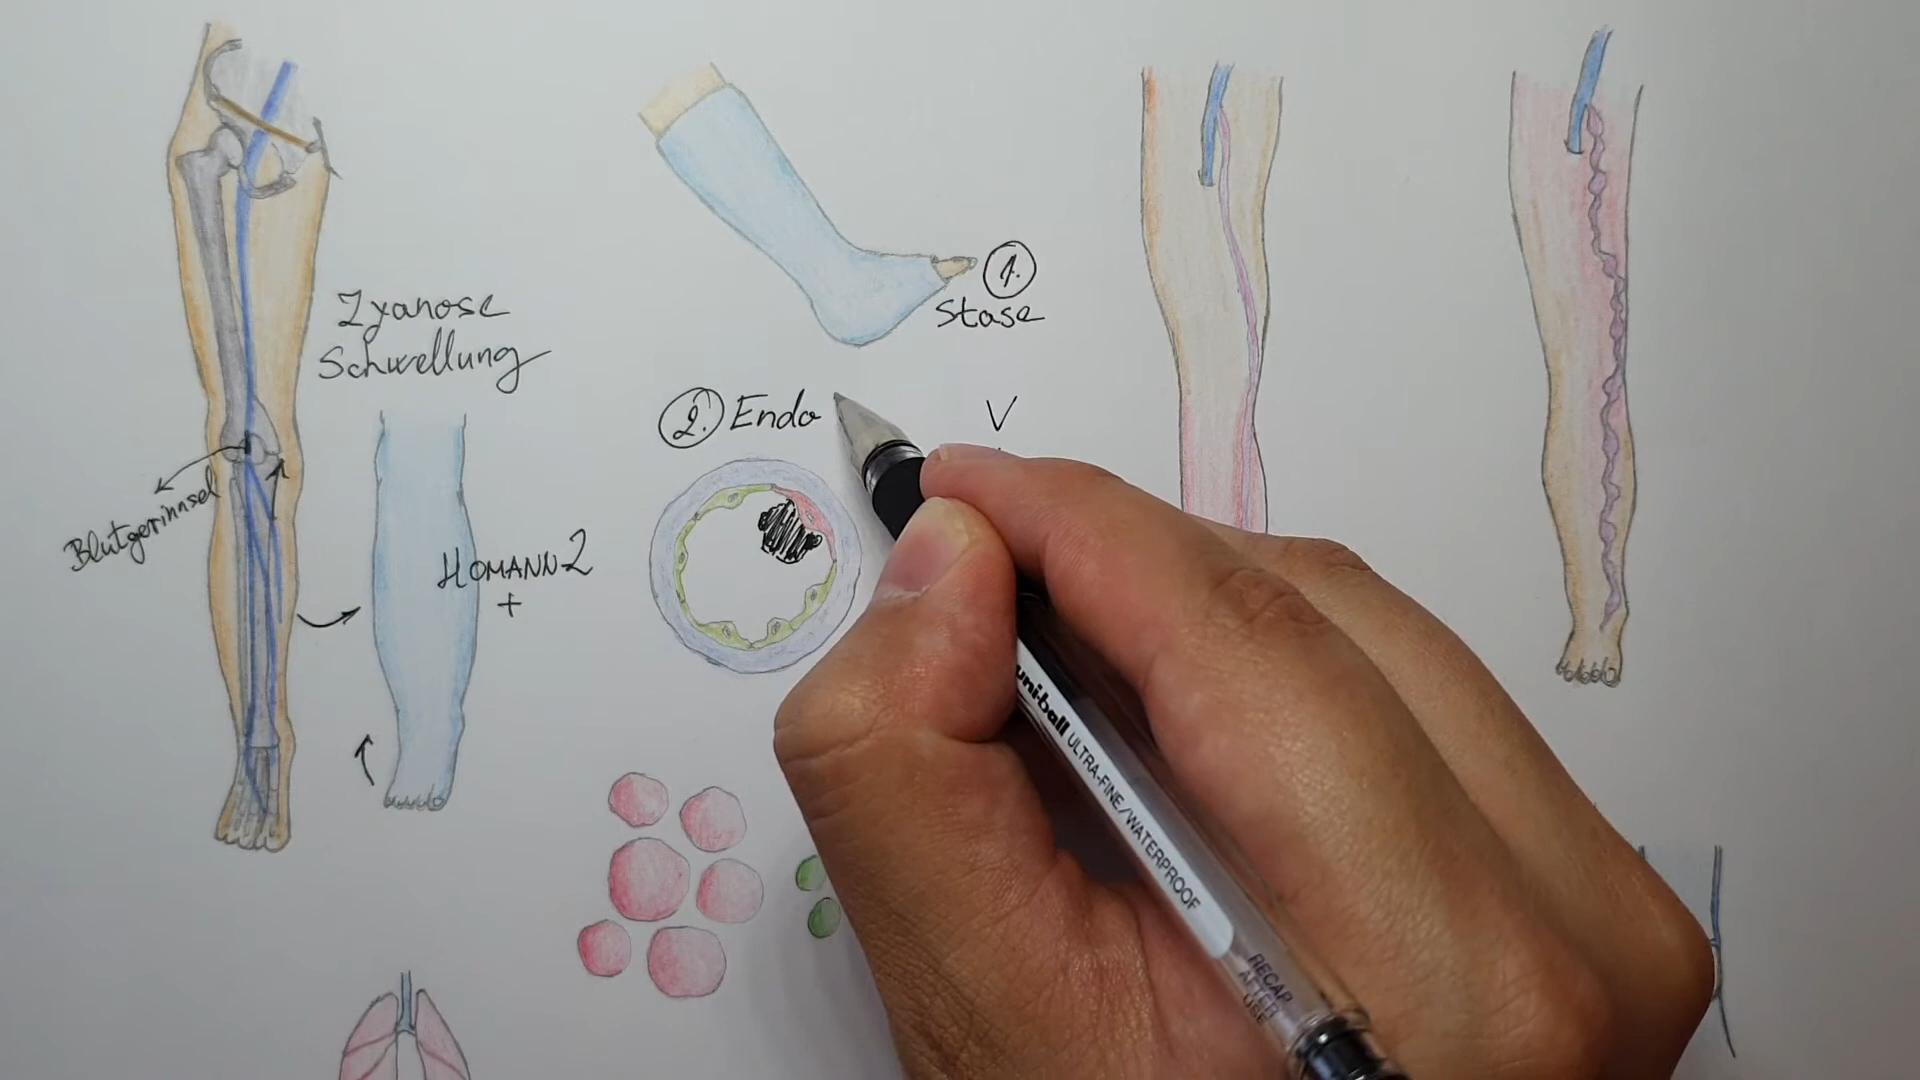 Zyanose
Schwellung
Blutgerinnsel
HOMANN-Z
+
1.
Stase
2. Endo
V
uni-ball ULTRA-FINE/WATERPROOF
RECAP
AFTER
USE